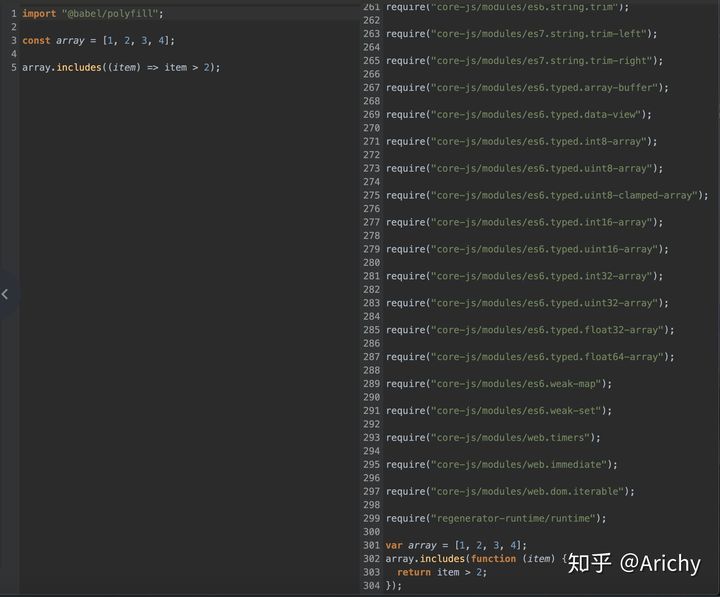 1 import "@babel/polyfill";
2
3 const array = [1, 2, 3, 4];
4
5 array.includes((item) => item > 2);
261 require("core-js/modules/es6.string.trim");
262
263 require("core-js/modules/es7.string.trim-left");
264
265 require("core-js/modules/es7.string.trim-right");
266
267 require("core-js/modules/es6.typed.array-buffer");
268
269 require("core-js/modules/es6.typed.data-view");
270
271 require("core-js/modules/es6.typed.int8-array");
272
273 require("core-js/modules/es6.typed.uint8-array");
274
275 require("core-js/modules/es6.typed.uint8-clamped-array");
276
277 require("core-js/modules/es6.typed.int16-array");
278
279 require("core-js/modules/es6.typed.uint16-array");
280
281 require("core-js/modules/es6.typed.int32-array");
282
283 require("core-js/modules/es6.typed.uint32-array");
284
285 require("core-js/modules/es6.typed.float32-array");
286
287 require("core-js/modules/es6.typed.float64-array");
288
289 require("core-js/modules/es6.weak-map");
290
291 require("core-js/modules/es6.weak-set");
292
293 require("core-js/modules/web.timers");
294
295 require("core-js/modules/web.immediate");
296
297 require("core-js/modules/web.dom.iterable");
298
299 require("regenerator-runtime/runtime");
300
301 var array = [1, 2, 3, 4];
302 array.includes(function (item) {
303   return item > 2;
304 });
知乎 @Arichy